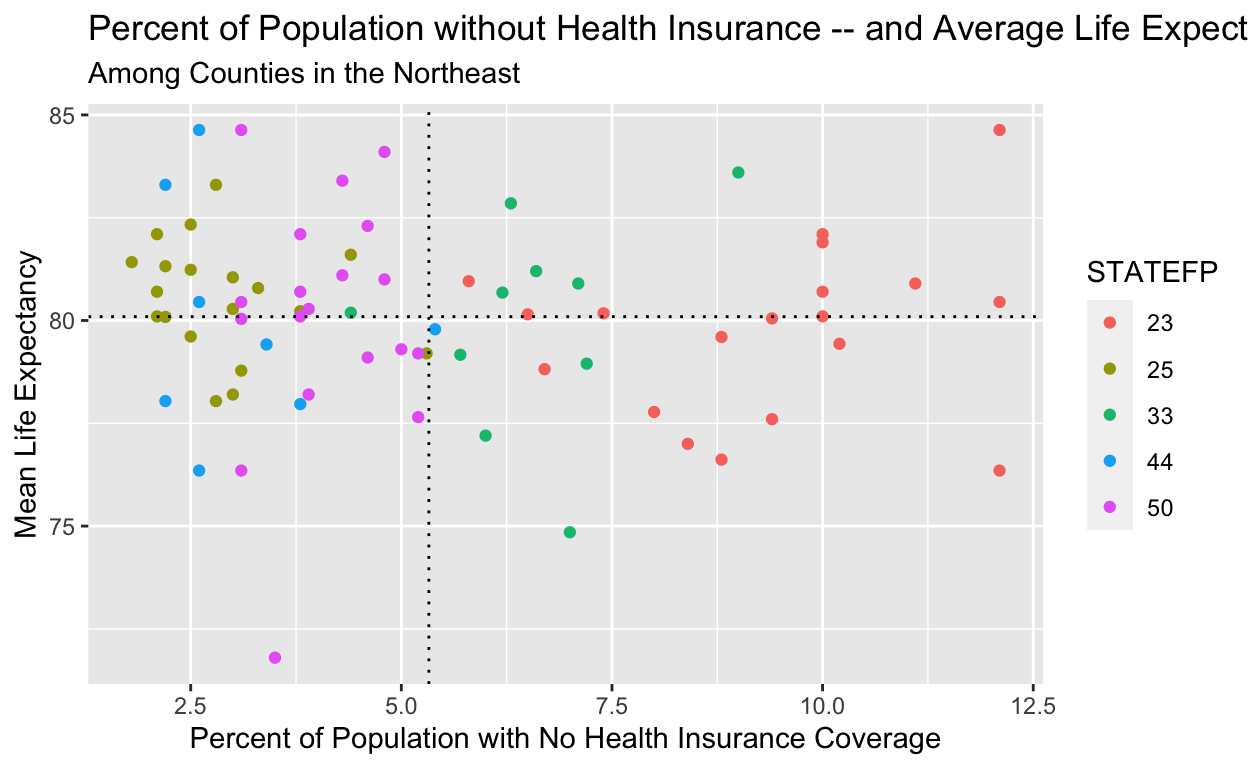 Percent of Population without Health Insurance -- and Average Life Expect
Among Counties in the Northeast
85
80
75
Mean Life Expectancy
2.5
5.0
7.5
10.0
12.5
Percent of Population with No Health Insurance Coverage
STATEFP
23
25
33
44
50